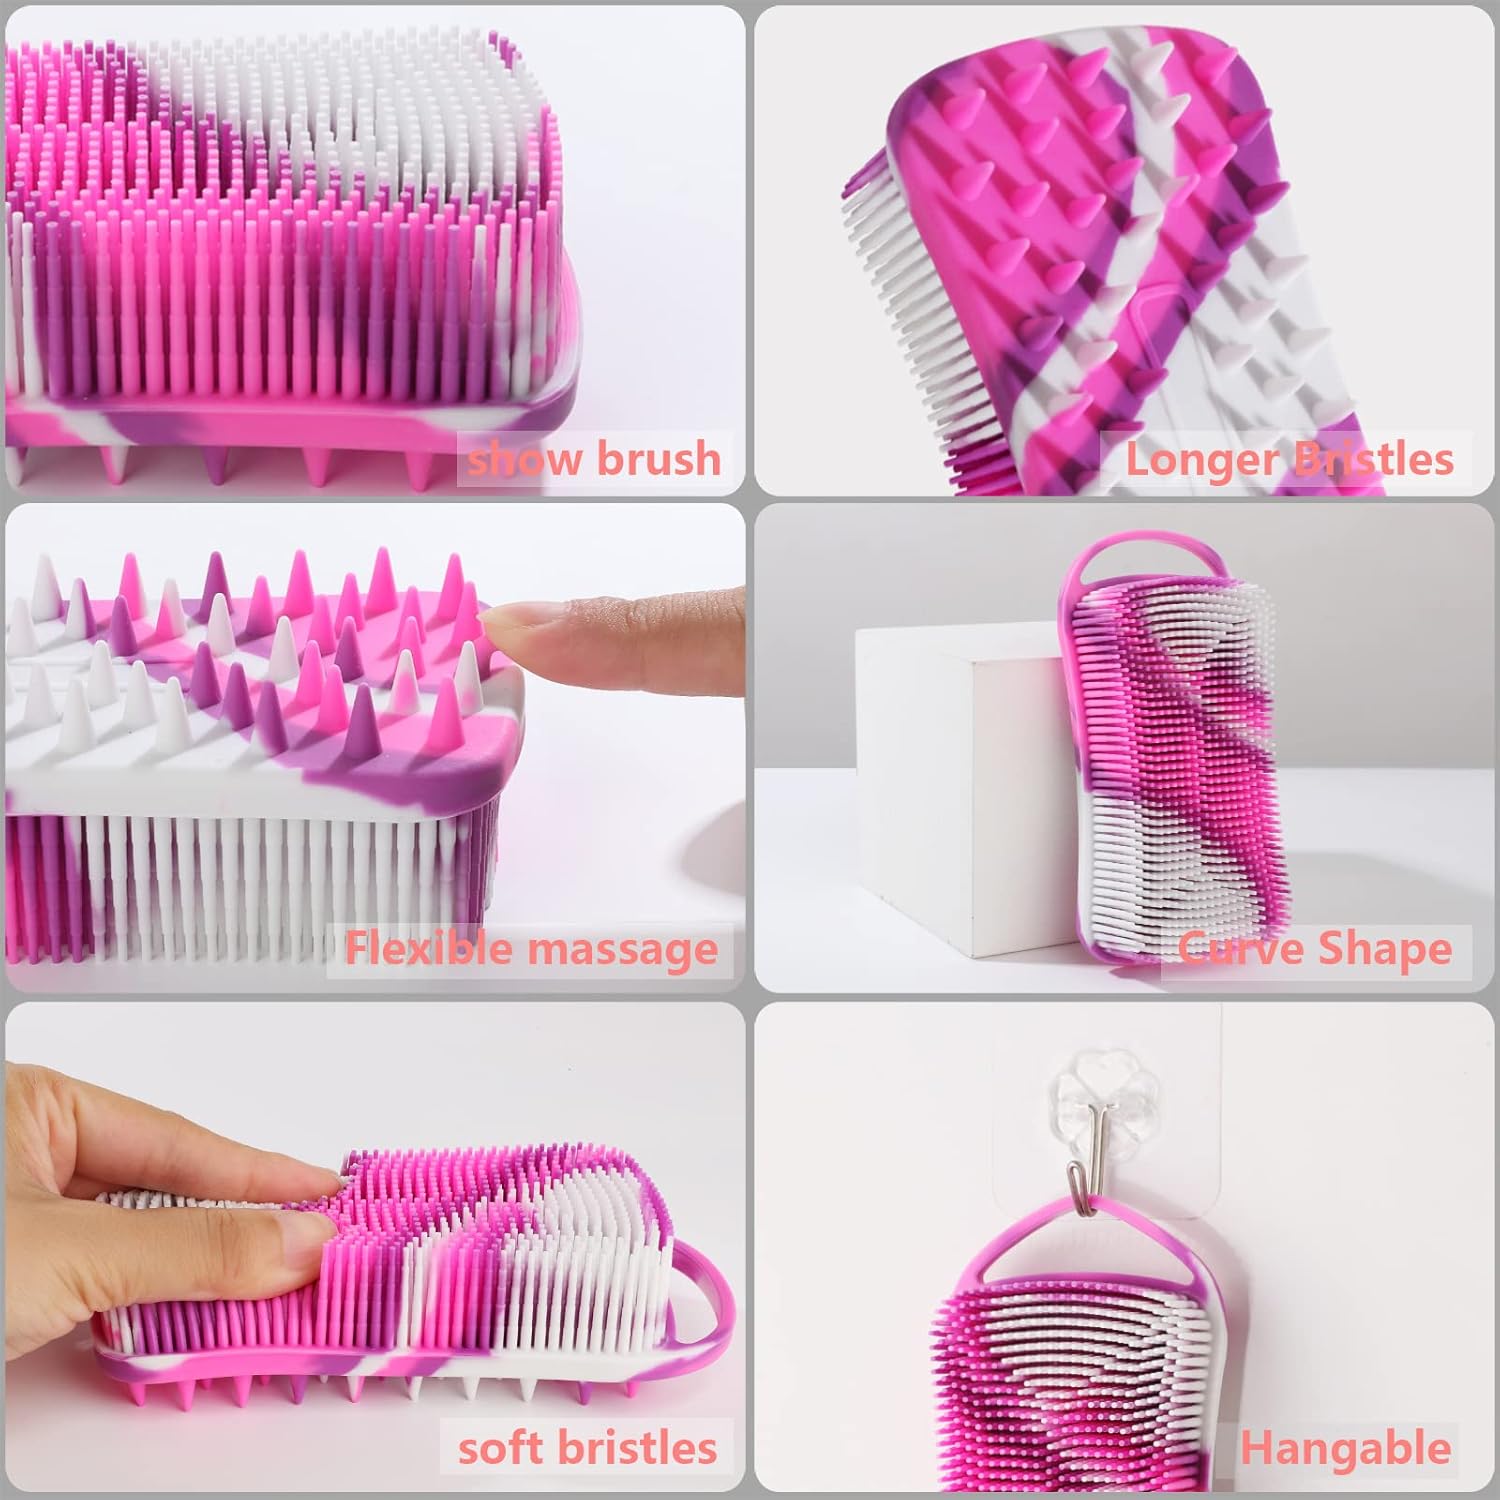 show brush
Longer Bristles
Flexible massage
Curve Shape
soft bristles
Hangable